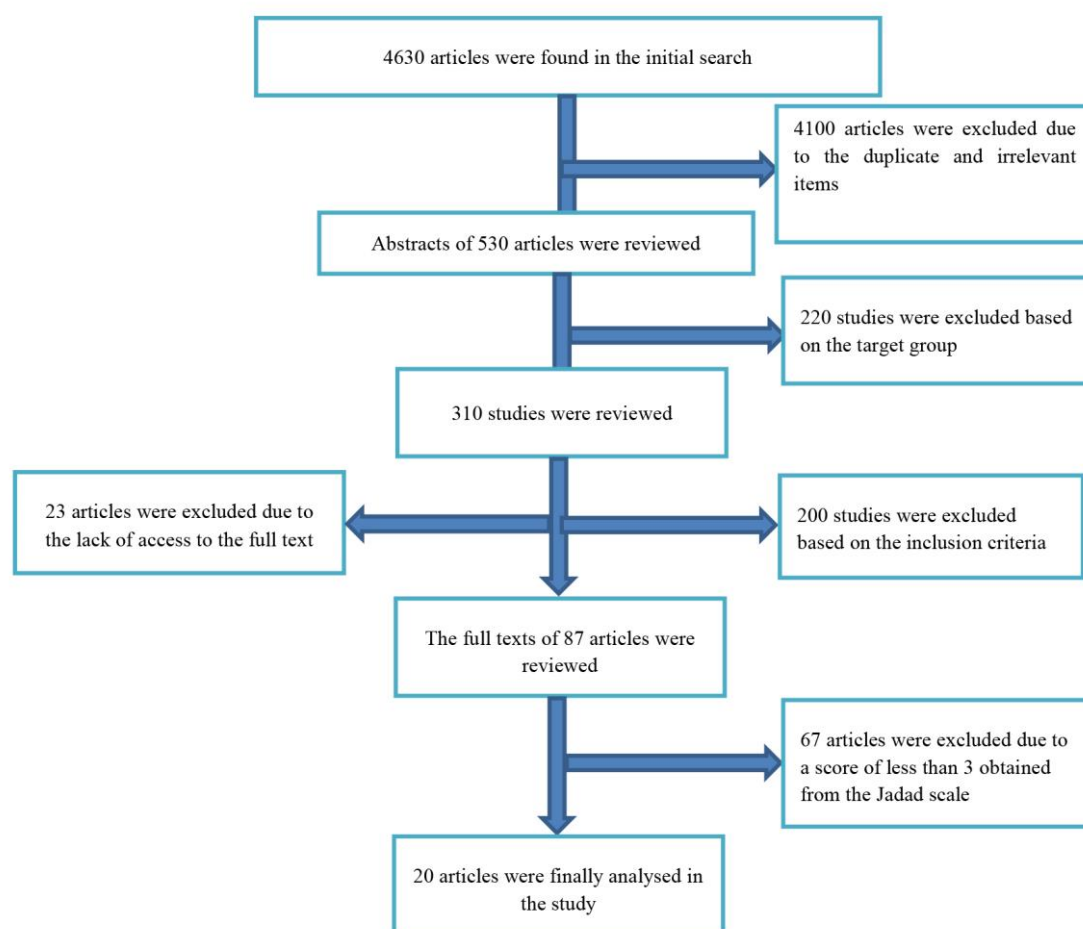 4630 articles were found in the initial search
4100 articles were excluded due
to the duplicate and irrelevant
items
Abstracts of 530 articles were reviewed
220 studies were excluded based
on the target group
310 studies were reviewed
23 articles were excluded due to
the lack of access to the full text
200 studies were excluded
based on the inclusion criteria
The full texts of 87 articles were
reviewed
67 articles were excluded due to
a score of less than 3 obtained
from the Jadad scale
20 articles were finally analysed in
the study